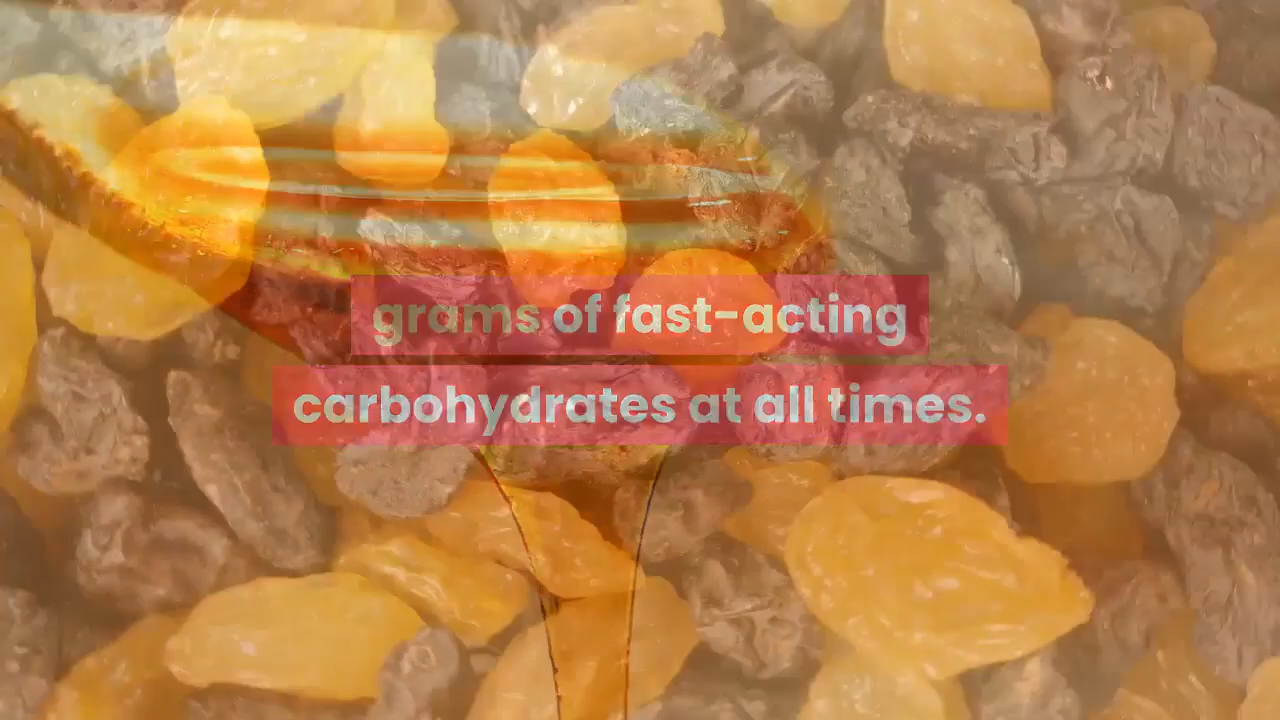 grams of fast-acting
carbohydrates at all times.